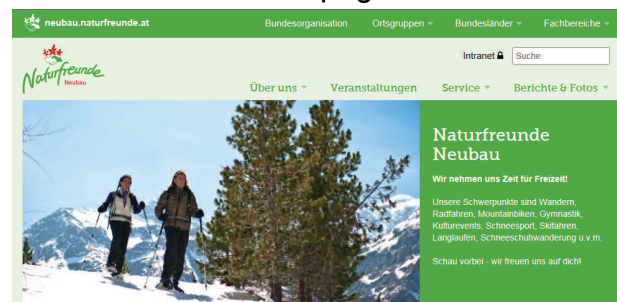 neubau.naturfreunde.at Bundesorganisation Ortsgruppen Bundesländer Fachbereiche
Intranet Suche
Naturfreunde
Neubau
Über uns Veranstaltungen Service Berichte & Fotos
Naturfreunde
Neubau
Wir nehmen uns Zeit für Freizeit!
Unsere Schwerpunkte sind Wandern,
Radfahren, Mountainbiken, Gymnastik,
Kulturevents, Schneesport, Skifahren,
Langlaufen, Schneeschuhwanderung u.v.m.
Schau vorbei - wir freuen uns auf dich!